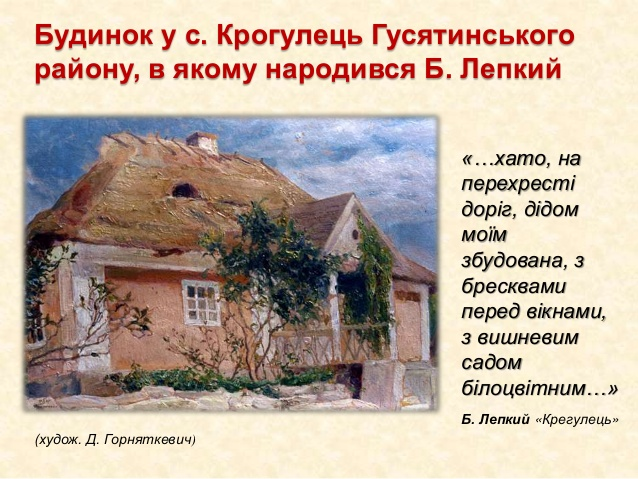 Будинок у с. Крогулець Гусятинського
району, в якому народився Б. Лепкий
«…хато, на
перехресті
доріг, дідом
моїм
збудована, з
бресквами
перед вікнами,
з вишневим
садом
білоцвітним…»
Б. Лепкий «Крегулець»
(худож. Д. Горняткевич)